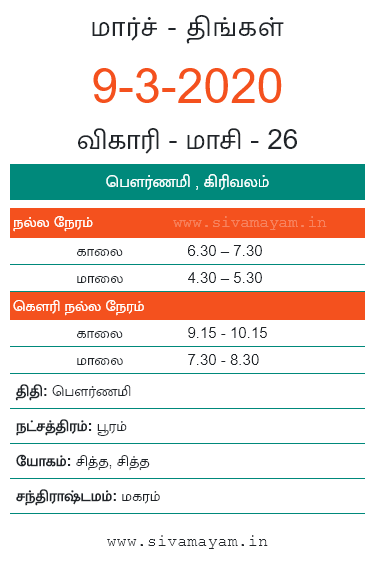 மார்ச் - திங்கள்
9-3-2020
விகாரி - மாசி - 26
பௌர்ணமி , கிரிவலம்
நல்ல நேரம் www.sivamayam.in
காலை 6.30 – 7.30
மாலை 4.30 – 5.30
கௌரி நல்ல நேரம்
காலை 9.15 - 10.15
மாலை 7.30 - 8.30
திதி: பௌர்ணமி
நட்சத்திரம்: பூரம்
யோகம்: சித்த, சித்த
சந்திராஷ்டமம்: மகரம்
www.sivamayam.in